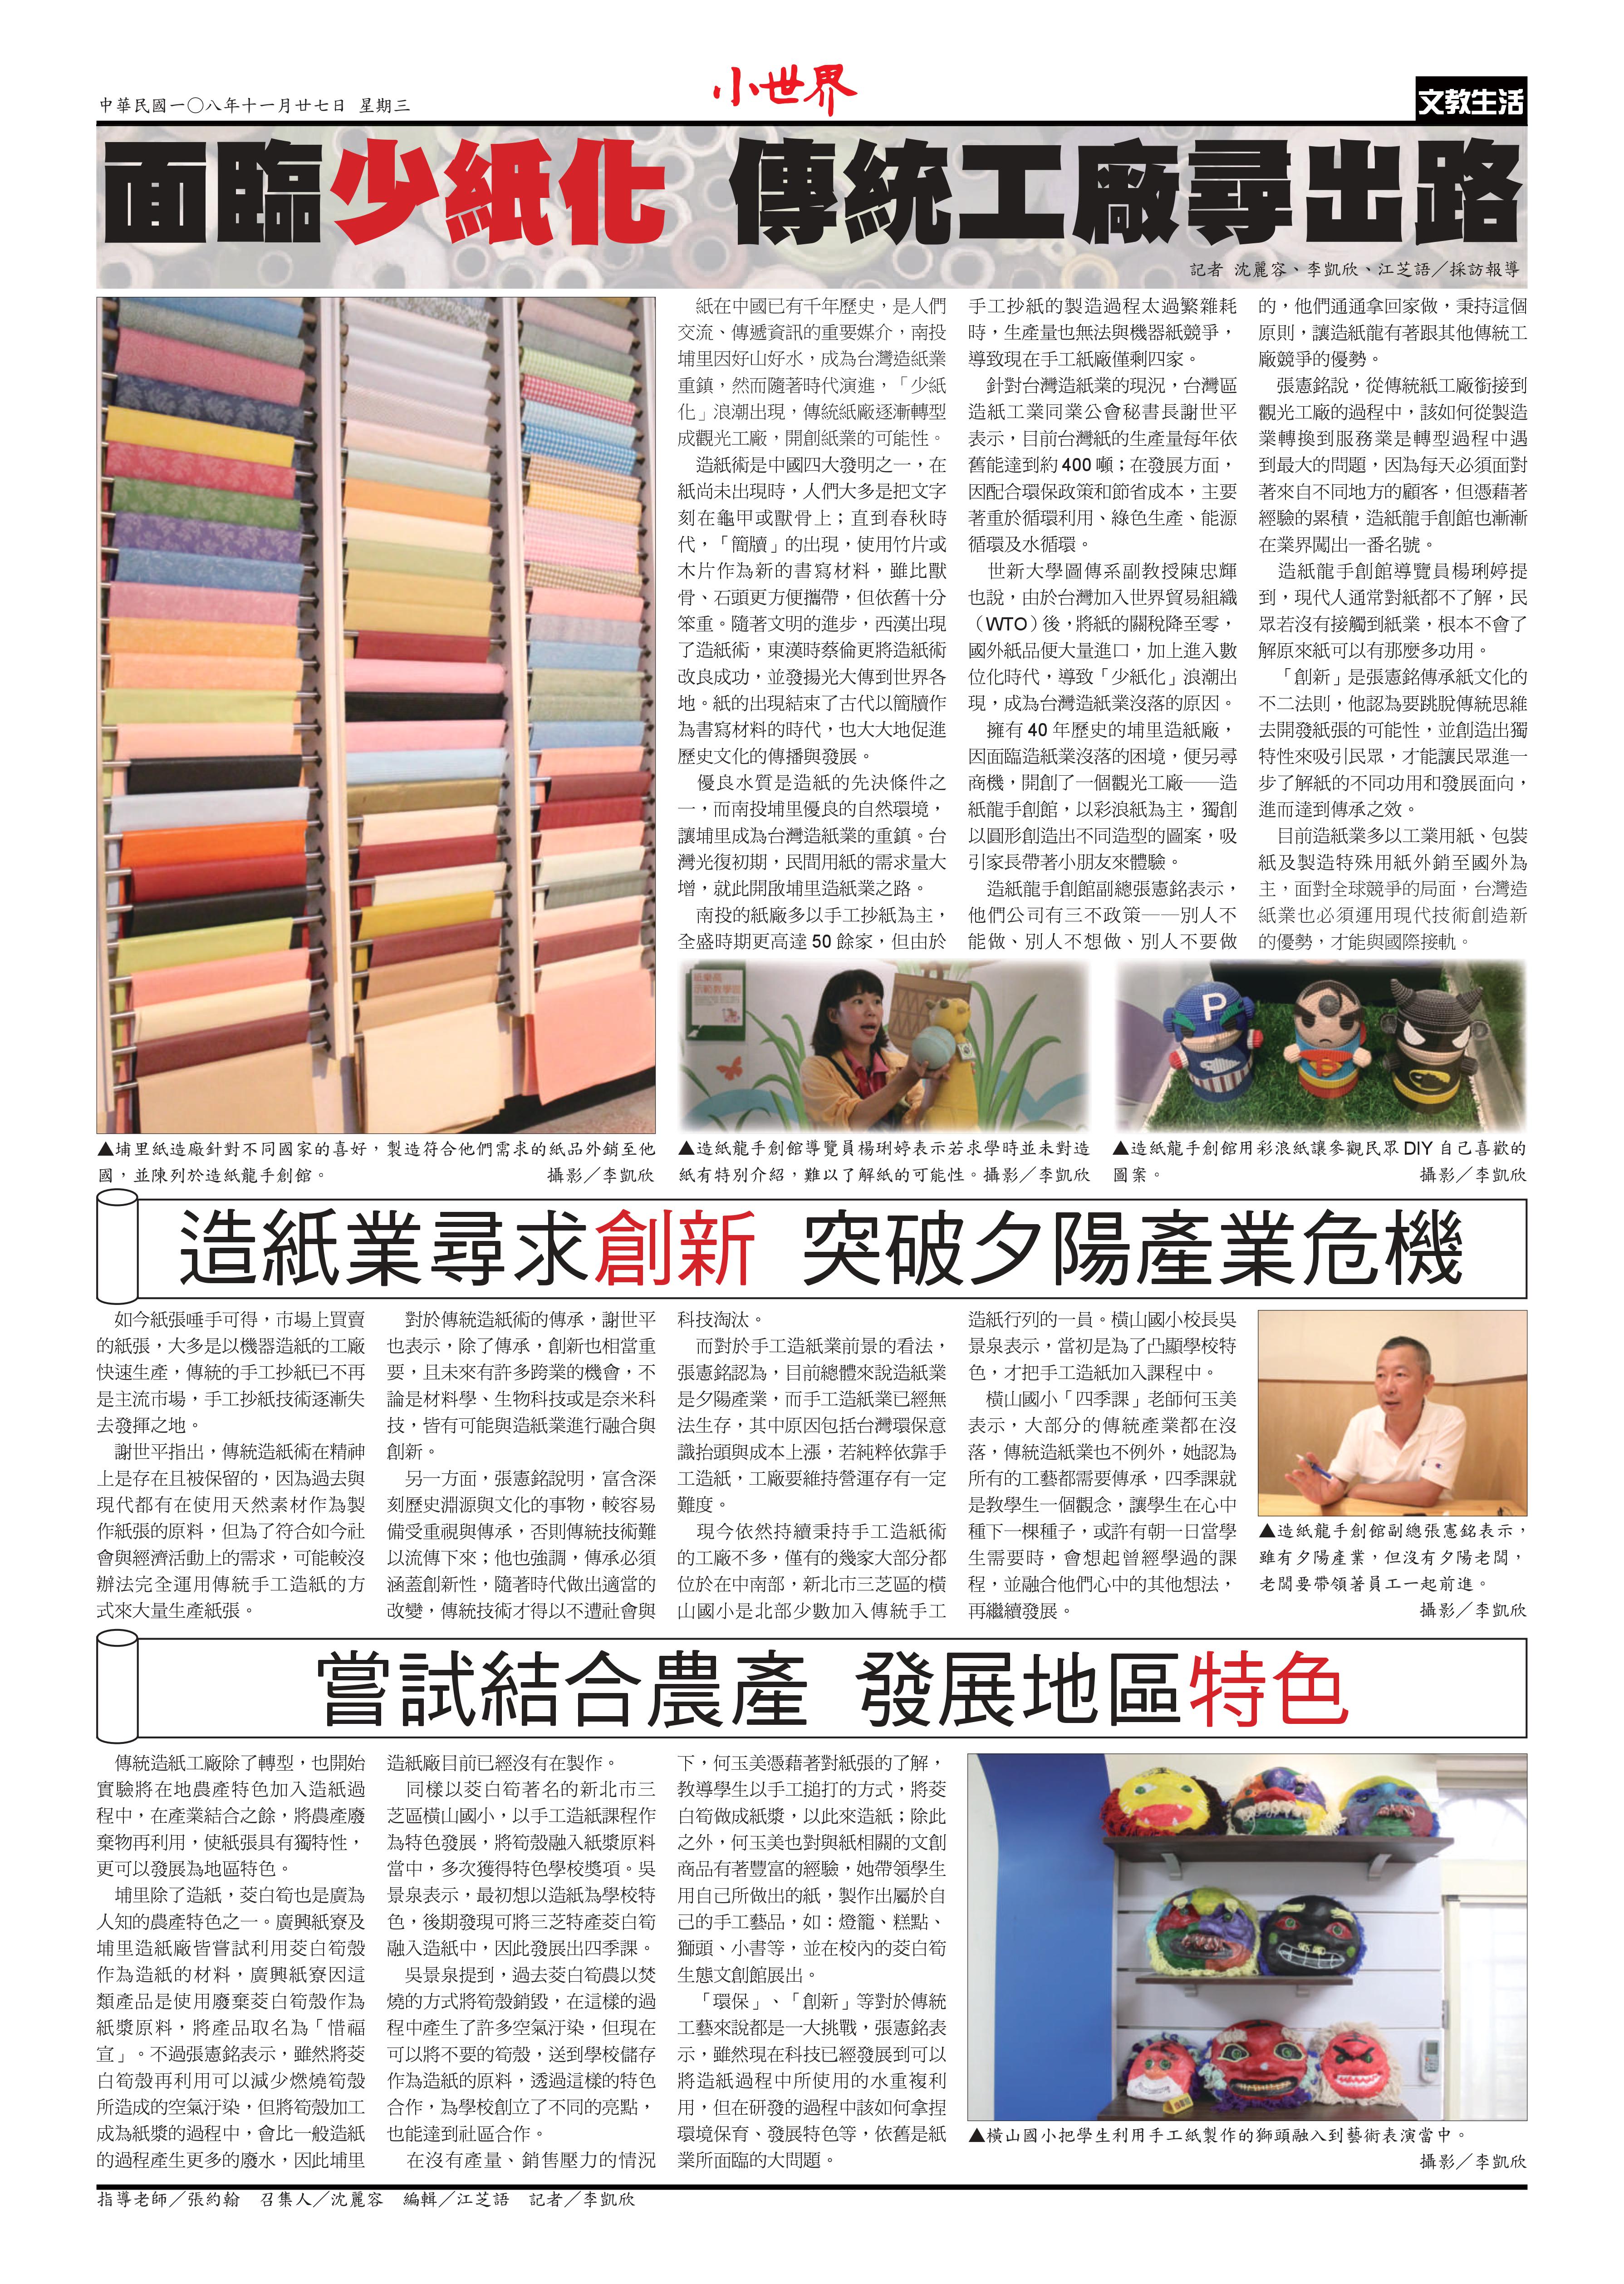 中華民國一〇八年十一月廿七日 星期三
小世界
文教生活
面臨少紙化 傳統工廠尋出路
記者 沈麗容、李凱欣、江芝語／採訪報導
紙在中國已有千年歷史，是人們
交流、傳遞資訊的重要媒介，南投
埔里因好山好水，成為台灣造紙業
重鎮，然而隨著時代演進，「少紙
化」浪潮出現，傳統紙廠逐漸轉型
成觀光工廠，開創紙業的可能性。
造紙術是中國四大發明之一，在
紙尚未出現時，人們大多是把文字
刻在龜甲或獸骨上；直到春秋時
代，「簡牘」的出現，使用竹片或
木片作為新的書寫材料，雖比獸
骨、石頭更方便攜帶，但依舊十分
笨重。隨著文明的進步，西漢出現
了造紙術，東漢時蔡倫更將造紙術
改良成功，並發揚光大傳到世界各
地。紙的出現結束了古代以簡牘作
為書寫材料的時代，也大大地促進
歷史文化的傳播與發展。
優良水質是造紙的先決條件之
一，而南投埔里優良的自然環境，
讓埔里成為台灣造紙業的重鎮。台
灣光復初期，民間用紙的需求量大
增，就此開啟埔里造紙業之路。
南投的紙廠多以手工抄紙為主，
全盛時期更高達 50 餘家，但由於
手工抄紙的製造過程太過繁雜耗
時，生產量也無法與機器紙競爭，
導致現在手工紙廠僅剩四家。
針對台灣造紙業的現況，台灣區
造紙工業同業公會秘書長謝世平
表示，目前台灣紙的生產量每年依
舊能達到約 400 噸；在發展方面，
因配合環保政策和節省成本，主要
著重於循環利用、綠色生產、能源
循環及水循環。
世新大學圖傳系副教授陳忠輝
也說，由於台灣加入世界貿易組織
（WTO）後，將紙的關稅降至零，
國外紙品便大量進口，加上進入數
位化時代，導致「少紙化」浪潮出
現，成為台灣造紙業沒落的原因。
擁有 40 年歷史的埔里造紙廠，
因面臨造紙業沒落的困境，便另尋
商機，開創了一個觀光工廠──造
紙龍手創館，以彩浪紙為主，獨創
以圓形創造出不同造型的圖案，吸
引家長帶著小朋友來體驗。
造紙龍手創館副總張憲銘表示，
他們公司有三不政策──別人不
能做、別人不想做、別人不要做
的，他們通通拿回家做，秉持這個
原則，讓造紙龍有著跟其他傳統工
廠競爭的優勢。
張憲銘說，從傳統紙工廠銜接到
觀光工廠的過程中，該如何從製造
業轉換到服務業是轉型過程中遇
到最大的問題，因為每天必須面對
著來自不同地方的顧客，但憑藉著
經驗的累積，造紙龍手創館也漸漸
在業界闖出一番名號。
造紙龍手創館導覽員楊琍婷提
到，現代人通常對紙都不了解，民
眾若沒有接觸到紙業，根本不會了
解原來紙可以有那麼多功用。
「創新」是張憲銘傳承紙文化的
不二法則，他認為要跳脫傳統思維
去開發紙張的可能性，並創造出獨
特性來吸引民眾，才能讓民眾進一
步了解紙的不同功用和發展面向，
進而達到傳承之效。
目前造紙業多以工業用紙、包裝
紙及製造特殊用紙外銷至國外為
主，面對全球競爭的局面，台灣造
紙業也必須運用現代技術創造新
的優勢，才能與國際接軌。
P
▲埔里紙造廠針對不同國家的喜好，製造符合他們需求的紙品外銷至他
國，並陳列於造紙龍手創館。 攝影／李凱欣
▲造紙龍手創館導覽員楊琍婷表示若求學時並未對造
紙有特別介紹，難以了解紙的可能性。攝影／李凱欣
▲造紙龍手創館用彩浪紙讓參觀民眾 DIY 自己喜歡的
圖案。 攝影／李凱欣
造紙業尋求創新 突破夕陽產業危機
如今紙張唾手可得，市場上買賣
的紙張，大多是以機器造紙的工廠
快速生產，傳統的手工抄紙已不再
是主流市場，手工抄紙技術逐漸失
去發揮之地。
謝世平指出，傳統造紙術在精神
上是存在且被保留的，因為過去與
現代都有在使用天然素材作為製
作紙張的原料，但為了符合如今社
會與經濟活動上的需求，可能較沒
辦法完全運用傳統手工造紙的方
式來大量生產紙張。
對於傳統造紙術的傳承，謝世平
也表示，除了傳承，創新也相當重
要，且未來有許多跨業的機會，不
論是材料學、生物科技或是奈米科
技，皆有可能與造紙業進行融合與
創新。
另一方面，張憲銘說明，富含深
刻歷史淵源與文化的事物，較容易
備受重視與傳承，否則傳統技術難
以流傳下來；他也強調，傳承必須
涵蓋創新性，隨著時代做出適當的
改變，傳統技術才得以不遭社會與
科技淘汰。
而對於手工造紙業前景的看法，
張憲銘認為，目前總體來說造紙業
是夕陽產業，而手工造紙業已經無
法生存，其中原因包括台灣環保意
識抬頭與成本上漲，若純粹依靠手
工造紙，工廠要維持營運存有一定
難度。
現今依然持續秉持手工造紙術
的工廠不多，僅有的幾家大部分都
位於在中南部，新北市三芝區的橫
山國小是北部少數加入傳統手工
造紙行列的一員。橫山國小校長吳
景泉表示，當初是為了凸顯學校特
色，才把手工造紙加入課程中。
橫山國小「四季課」老師何玉美
表示，大部分的傳統產業都在沒
落，傳統造紙業也不例外，她認為
所有的工藝都需要傳承，四季課就
是教學生一個觀念，讓學生在心中
種下一棵種子，或許有朝一日當學
生需要時，會想起曾經學過的課
程，並融合他們心中的其他想法，
再繼續發展。
▲造紙龍手創館副總張憲銘表示，
雖有夕陽產業，但沒有夕陽老闆，
老闆要帶領著員工一起前進。
攝影／李凱欣
嘗試結合農產 發展地區特色
傳統造紙工廠除了轉型，也開始
實驗將在地農產特色加入造紙過
程中，在產業結合之餘，將農產廢
棄物再利用，使紙張具有獨特性，
更可以發展為地區特色。
埔里除了造紙，茭白筍也是廣為
人知的農產特色之一。廣興紙寮及
埔里造紙廠皆嘗試利用茭白筍殼
作為造紙的材料，廣興紙寮因這
類產品是使用廢棄茭白筍殼作為
紙漿原料，將產品取名為「惜福
宣」。不過張憲銘表示，雖然將茭
白筍殼再利用可以減少燃燒筍殼
所造成的空氣汙染，但將筍殼加工
成為紙漿的過程中，會比一般造紙
的過程產生更多的廢水，因此埔里
造紙廠目前已經沒有在製作。
同樣以茭白筍著名的新北市三
芝區橫山國小，以手工造紙課程作
為特色發展，將筍殼融入紙漿原料
當中，多次獲得特色學校獎項。吳
景泉表示，最初想以造紙為學校特
色，後期發現可將三芝特產茭白筍
融入造紙中，因此發展出四季課。
吳景泉提到，過去茭白筍農以焚
燒的方式將筍殼銷毀，在這樣的過
程中產生了許多空氣汙染，但現在
可以將不要的筍殼，送到學校儲存
作為造紙的原料，透過這樣的特色
合作，為學校創立了不同的亮點，
也能達到社區合作。
在沒有產量、銷售壓力的情況
下，何玉美憑藉著對紙張的了解，
教導學生以手工搥打的方式，將茭
白筍做成紙漿，以此來造紙；除此
之外，何玉美也對與紙相關的文創
商品有著豐富的經驗，她帶領學生
用自己所做出的紙，製作出屬於自
己的手工藝品，如：燈籠、糕點、
獅頭、小書等，並在校內的茭白筍
生態文創館展出。
「環保」、「創新」等對於傳統
工藝來說都是一大挑戰，張憲銘表
示，雖然現在科技已經發展到可以
將造紙過程中所使用的水重複利
用，但在研發的過程中該如何拿捏
環境保育、發展特色等，依舊是紙
業所面臨的大問題。
▲橫山國小把學生利用手工紙製作的獅頭融入到藝術表演當中。
攝影／李凱欣
指導老師／張約翰 召集人／沈麗容 編輯／江芝語 記者／李凱欣